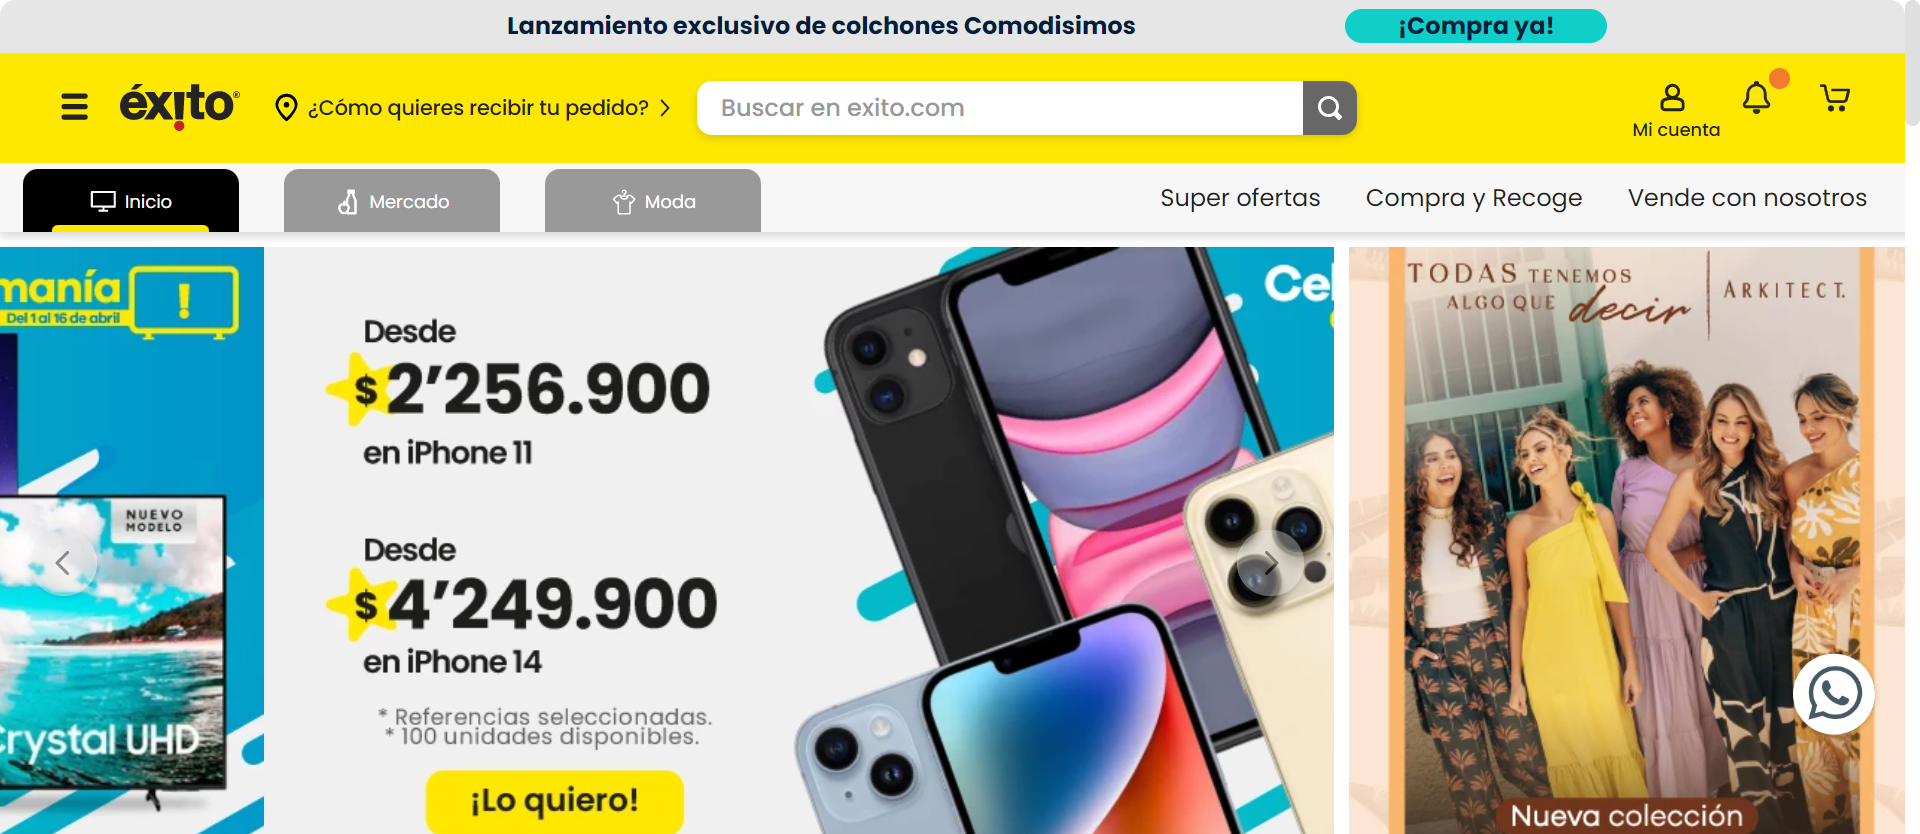 Lanzamiento exclusivo de colchones Comodisimos
¡Compra ya!
éxito®
¿Cómo quieres recibir tu pedido?
Buscar en exito.com
Mi cuenta
Inicio
Mercado
Moda
Super ofertas
Compra y Recoge
Vende con nosotros
manía
Del 1 al 16 de abril
NUEVO
MODELO
Crystal UHD
Desde
$2'256.900
en iPhone 11
Desde
$4'249.900
en iPhone 14
* Referencias seleccionadas.
* 100 unidades disponibles.
¡Lo quiero!
Cel
TODAS TENEMOS
ALGO QUE decir
ARKITECT.
Nueva colección